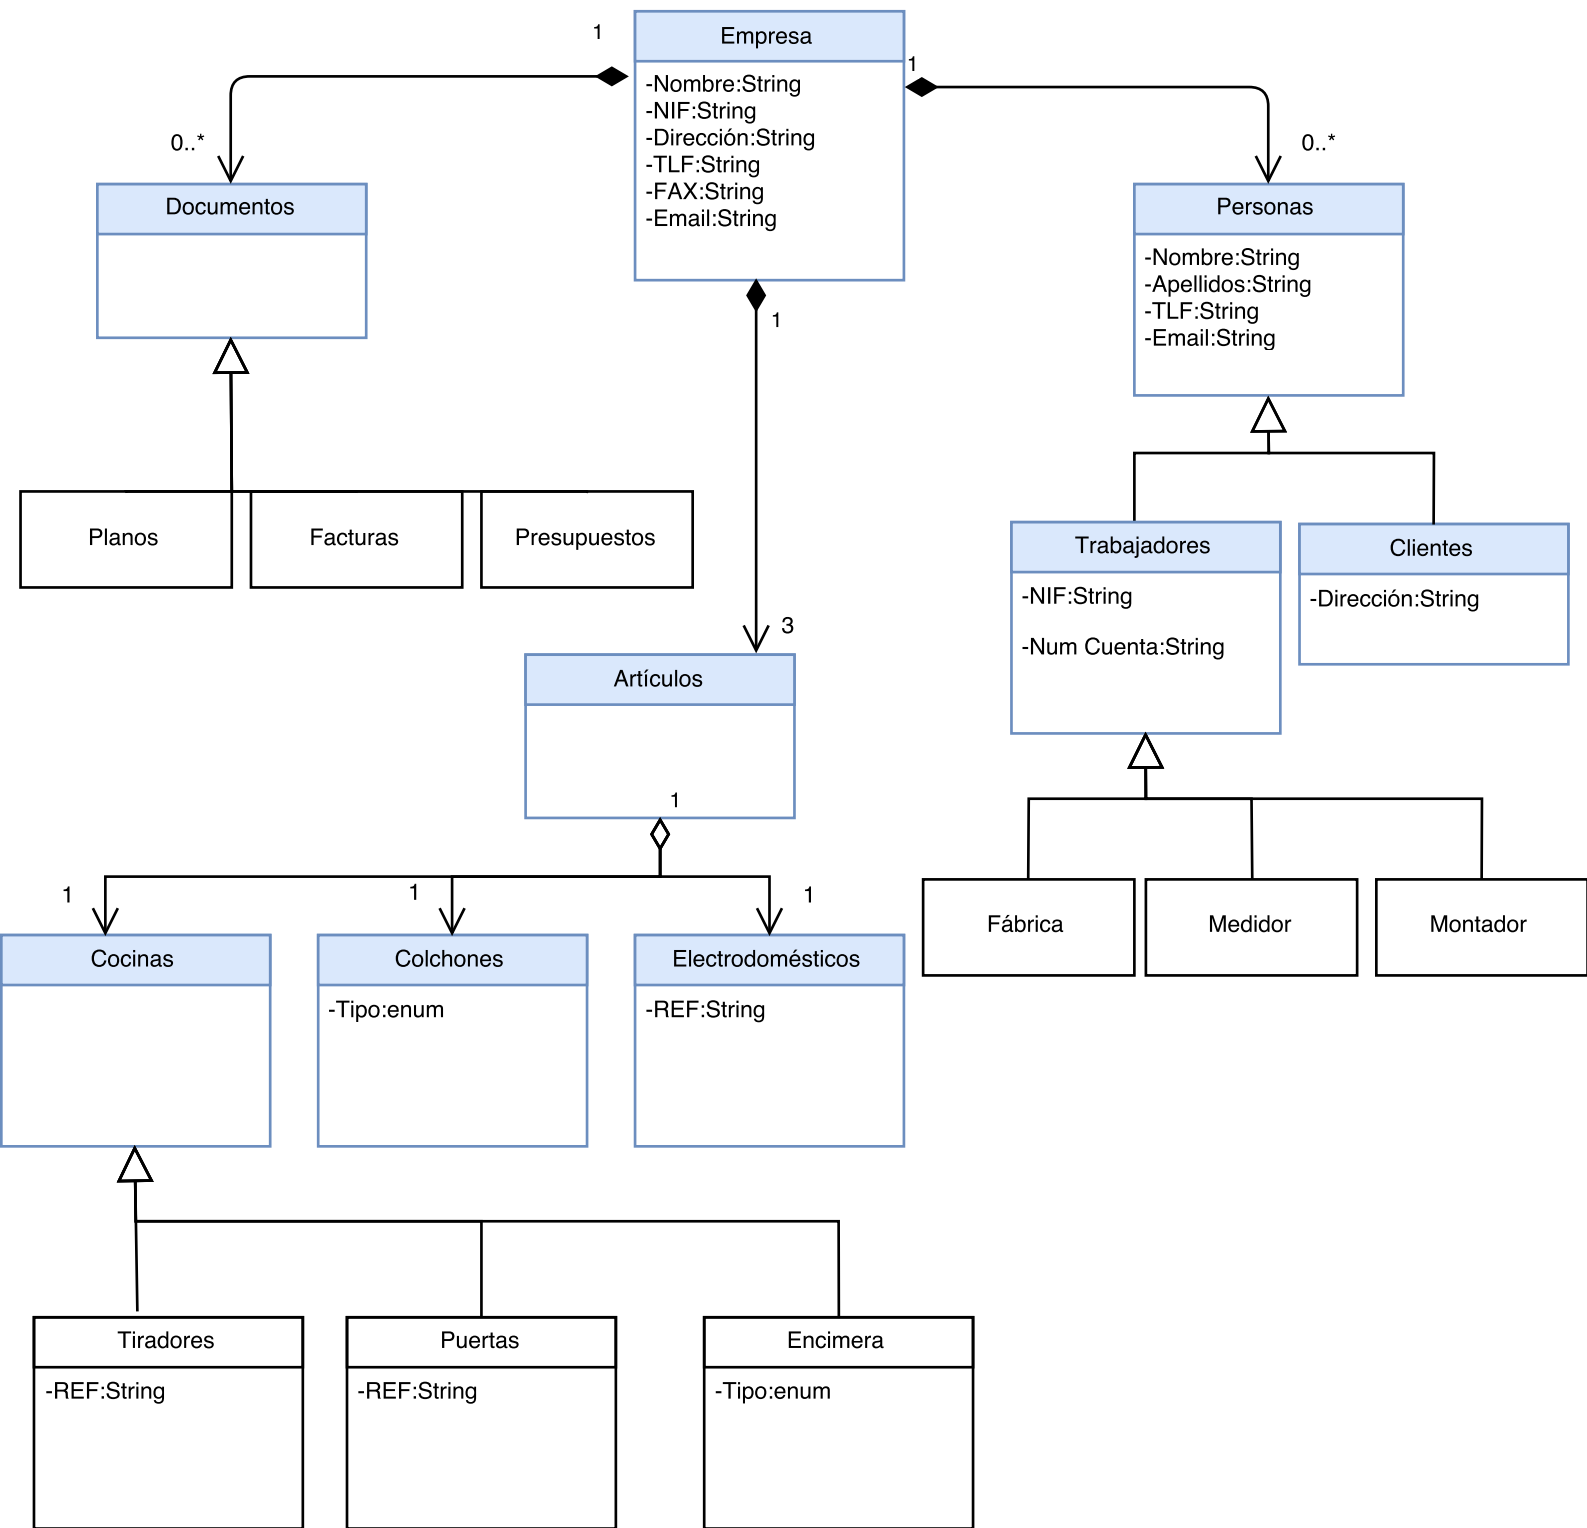 Empresa
-Nombre:String
-NIF:String
-Dirección:String
-TLF:String
-FAX:String
-Email:String
1
1
1
0..*
0..*
3
Documentos
Personas
-Nombre:String
-Apellidos:String
-TLF:String
-Email:String
Planos
Facturas
Presupuestos
Trabajadores
-NIF:String
-Num Cuenta:String
Clientes
-Dirección:String
Artículos
1
1
1
1
Fábrica
Medidor
Montador
Cocinas
Colchones
-Tipo:enum
Electrodomésticos
-REF:String
Tiradores
-REF:String
Puertas
-REF:String
Encimera
-Tipo:enum